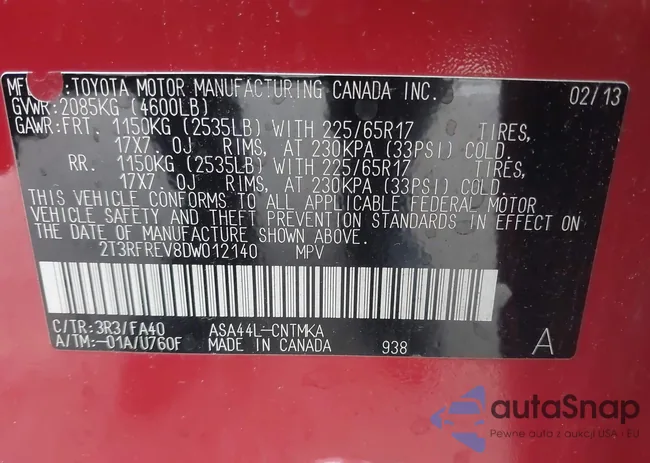 MF :TOYOTA MOTOR MANUFACTURING CANADA INC. 02/13
GVWR:2085KG (4600LB)
GAWR:FRT. 1150KG (2535LB) WITH 225/65R17 TIRES,
17X7.0J RIMS, AT 230KPA (33PSI) COLD.
RR. 1150KG (2535LB) WITH 225/65R17 TIRES,
17X7.0J RIMS, AT 230KPA (33PSI) COLD.
THIS VEHICLE CONFORMS TO ALL APPLICABLE FEDERAL MOTOR
VEHICLE SAFETY AND THEFT PREVENTION STANDARDS IN EFFECT ON
THE DATE OF MANUFACTURE SHOWN ABOVE.
2T3RFREV8DW012140 MPV
C/TR:3R3/FA40 ASA44L-CNTMKA
A/TM:-01A/U760F MADE IN CANADA 938 A
autaSnap
Pewne auta z aukcji USA - EU